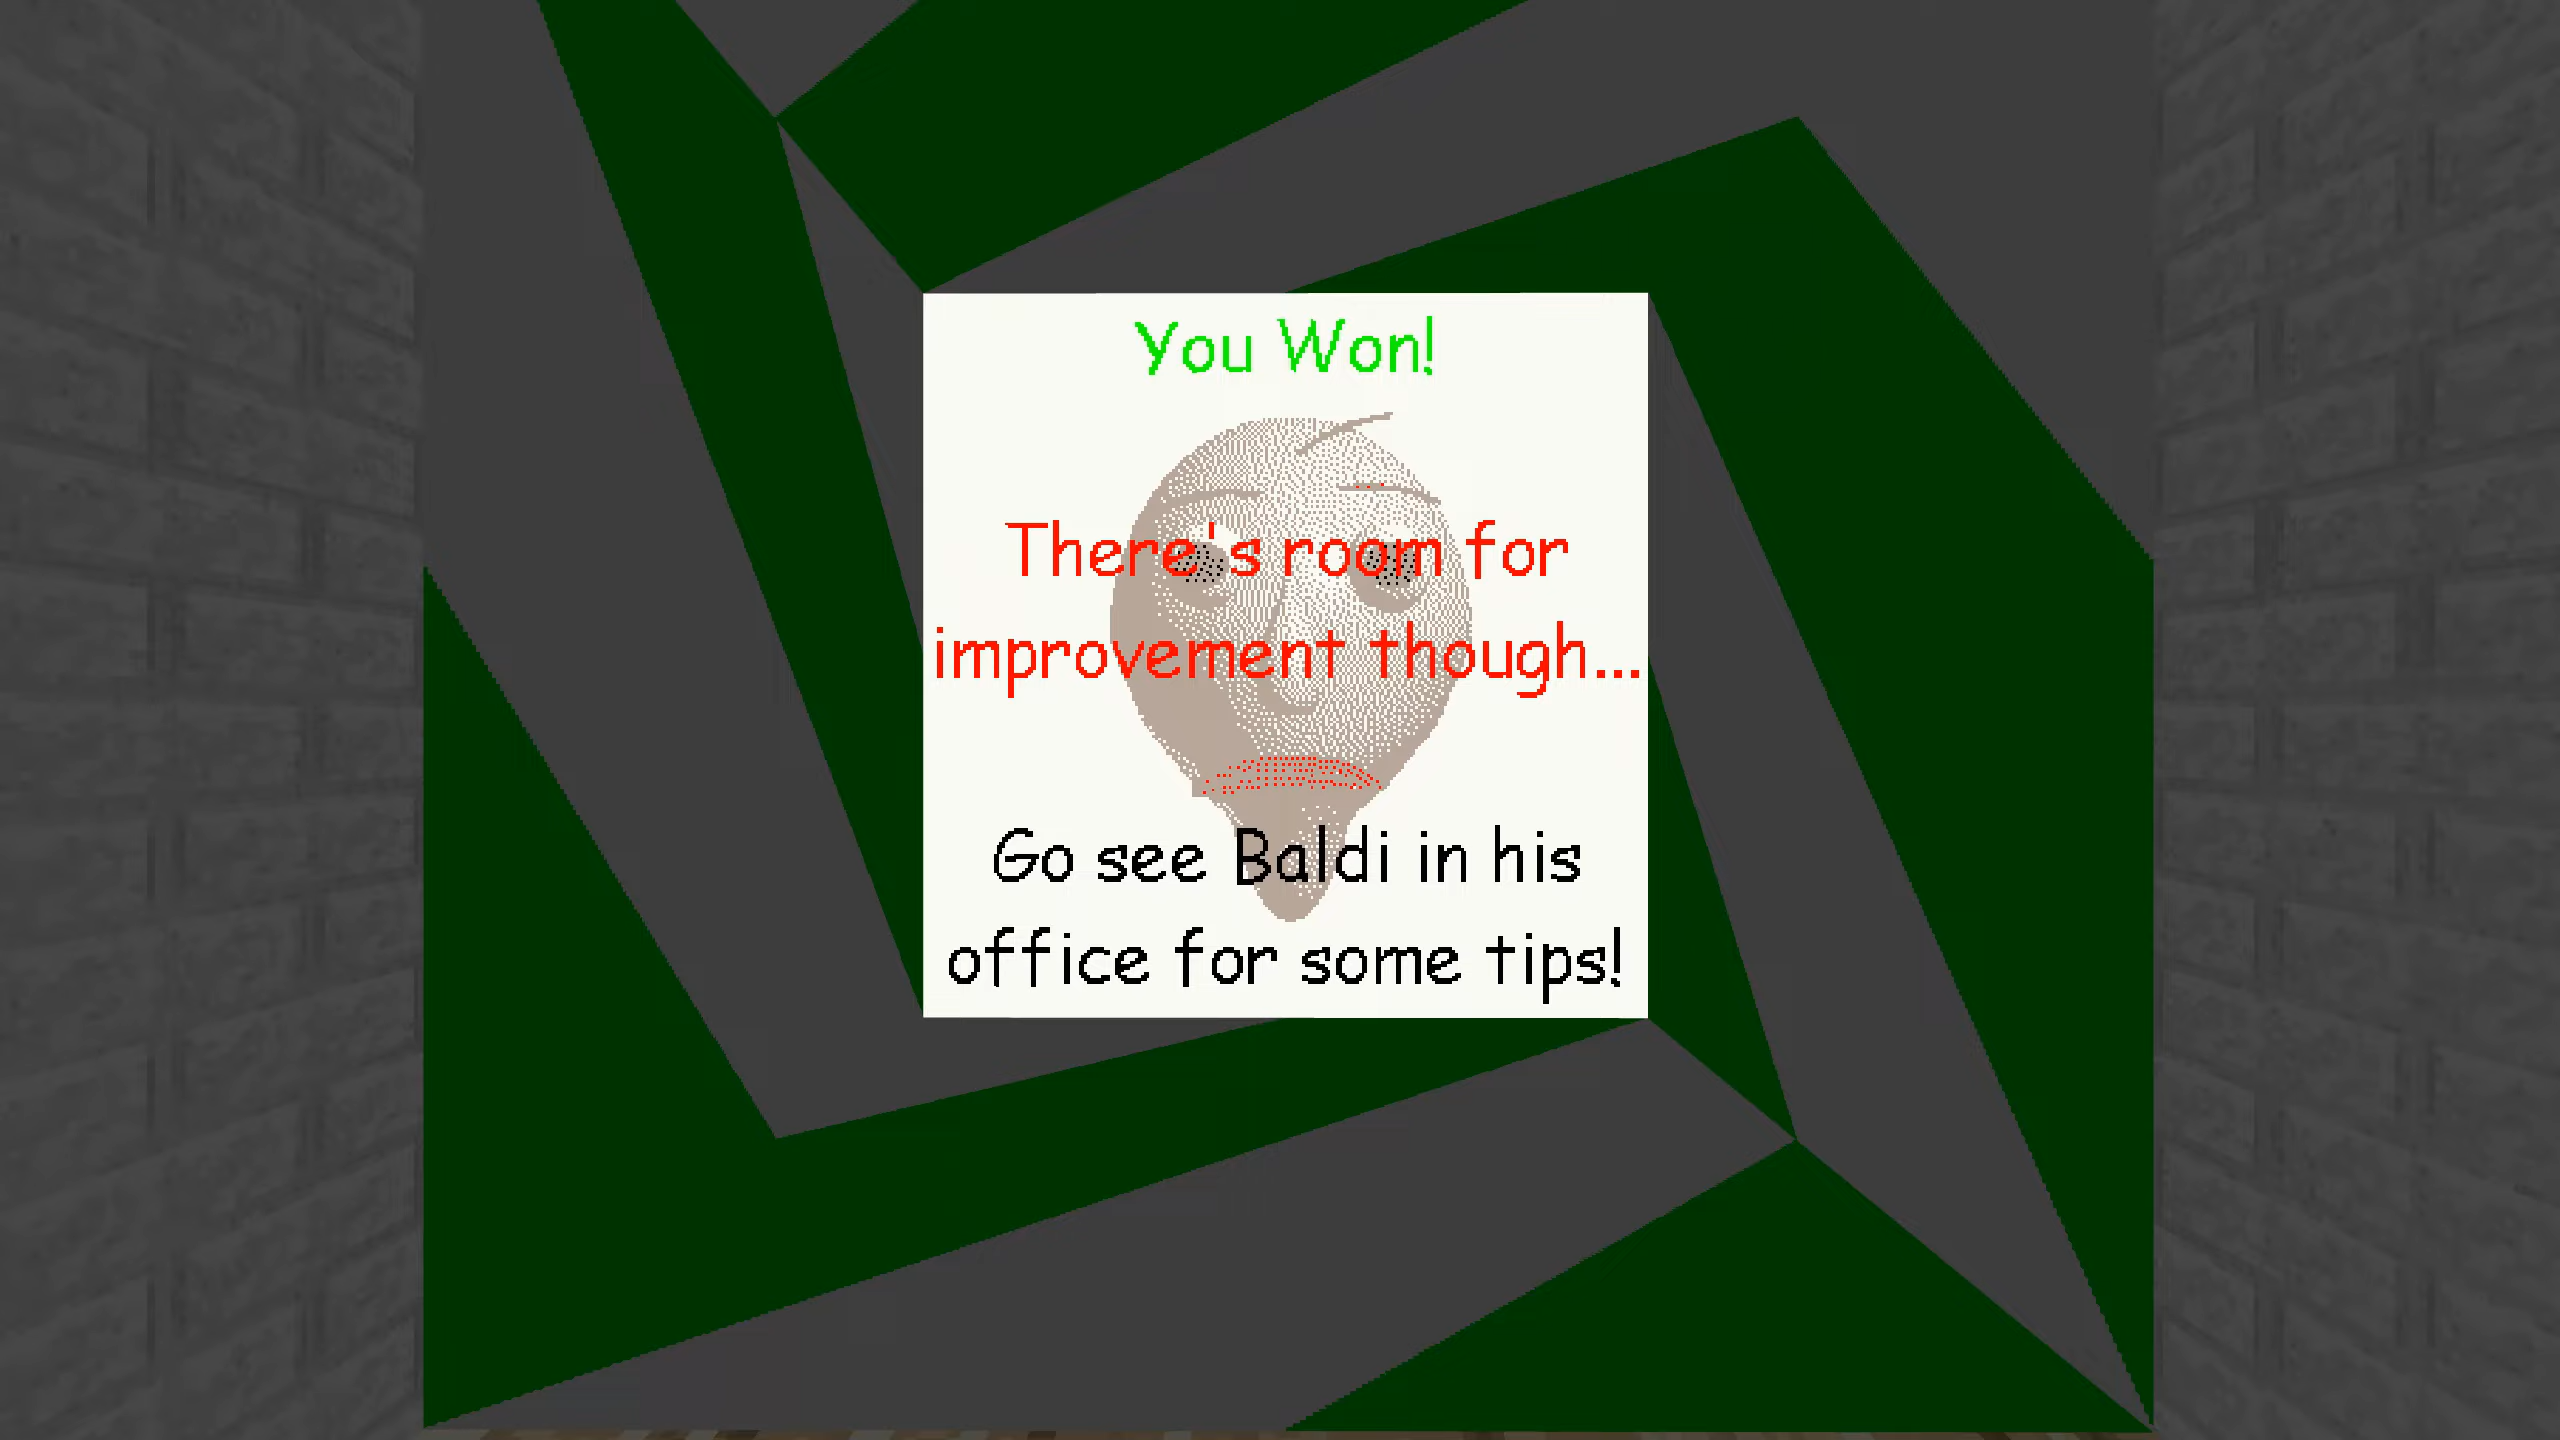 You Won!
There's room for
improvement though...
Go see Baldi in his
office for some tips!